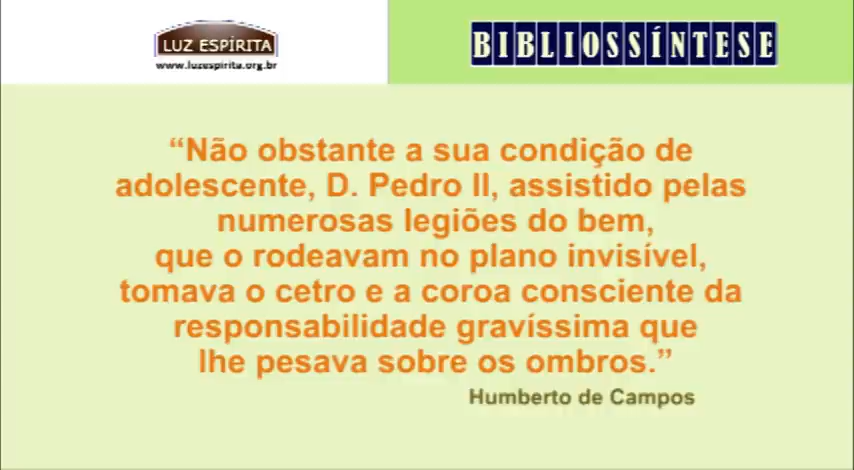 LUZ ESPÍRITA
www.luzespirita.org.br
BIBLIOSSÍNTESE
“Não obstante a sua condição de
adolescente, D. Pedro II, assistido pelas
numerosas legiões do bem,
que o rodeavam no plano invisível,
tomava o cetro e a coroa consciente da
responsabilidade gravíssima que
lhe pesava sobre os ombros.”
Humberto de Campos